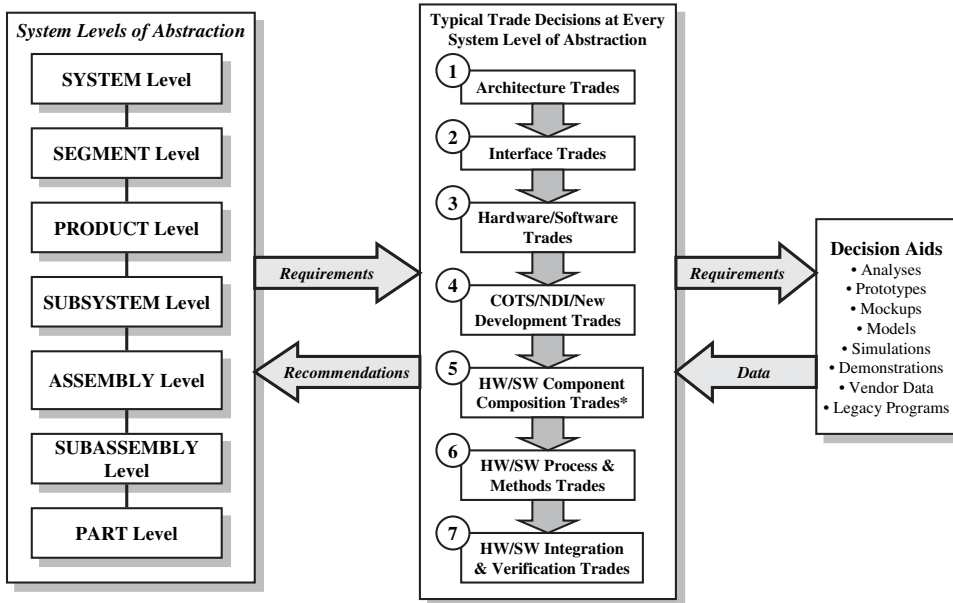 System Levels of Abstraction
SYSTEM Level
SEGMENT Level
PRODUCT Level
SUBSYSTEM Level
ASSEMBLY Level
SUBASSEMBLY
Level
PART Level
Requirements
Recommendations
Typical Trade Decisions at Every
System Level of Abstraction
1
Architecture Trades
2
Interface Trades
3
Hardware/Software
Trades
4
COTS/NDI/New
Development Trades
5
HW/SW Component
Composition Trades*
6
HW/SW Process &
Methods Trades
7
HW/SW Integration
& Verification Trades
Requirements
Data
Decision Aids
• Analyses
• Prototypes
• Mockups
• Models
• Simulations
• Demonstrations
• Vendor Data
• Legacy Programs